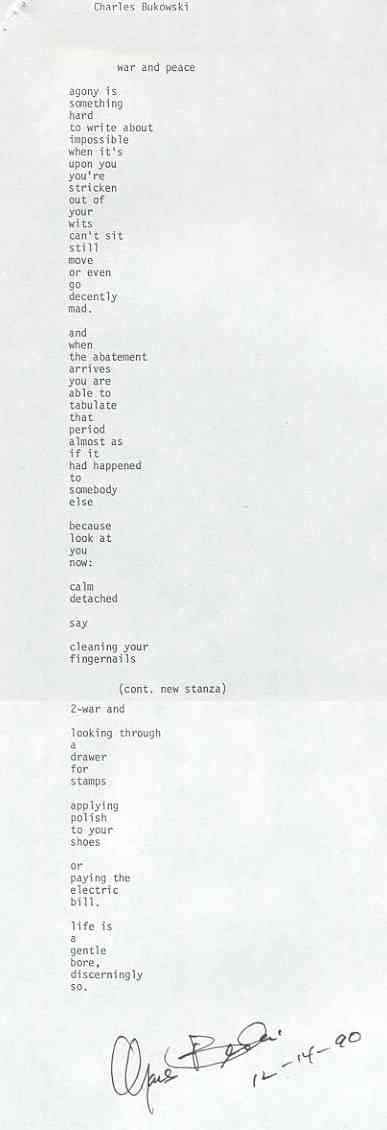 Charles Bukowski
war and peace
agony is
something
hard
to write about
impossible
when it's
upon you
you're
stricken
out of
your
wits
can't sit
still
move
or even
go
decently
mad.
and
when
the abatement
arrives
you are
able to
tabulate
that
period
almost as
if it
had happened
to
somebody
else
because
look at
you
now:
calm
detached
say
cleaning your
fingernails
(cont. new stanza)
2-war and
looking through
a
drawer
for
stamps
applying
polish
to your
shoes
or
paying the
electric
bill.
life is
a
gentle
bore,
discerningly
so.
12-14-90